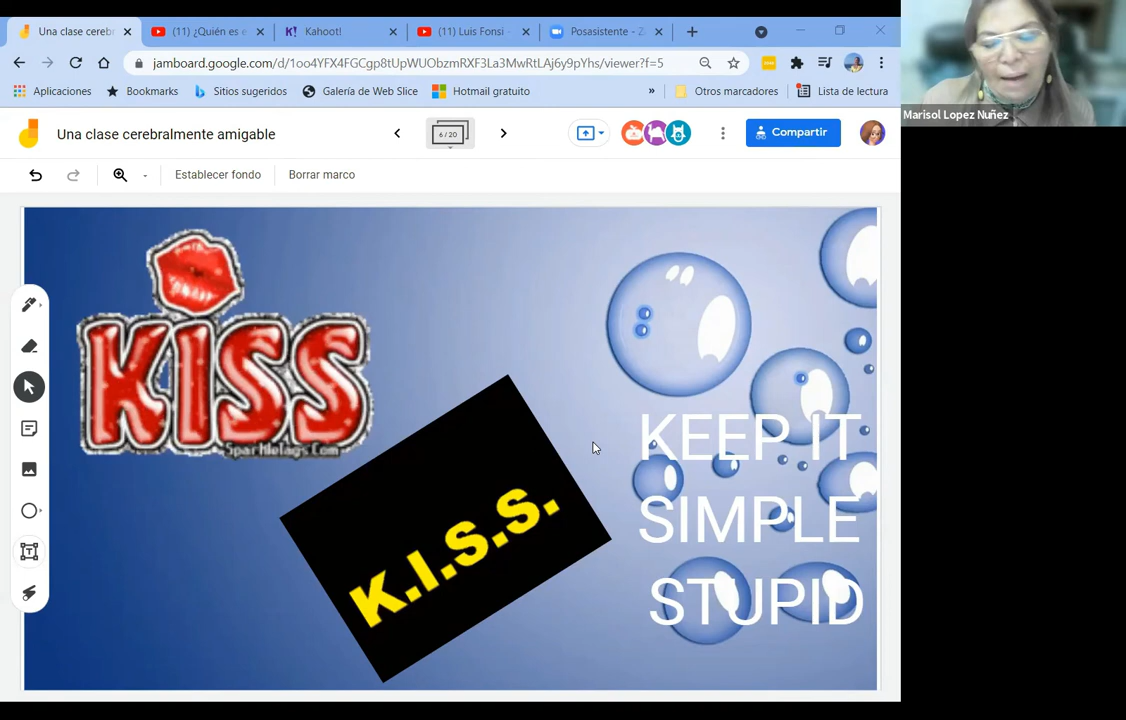 Una clase cereb
(11) ¿Quién es e
Kahoot!
(11) Luis Fonsi -
Posasistente - Z
jamboard.google.com/d/1oo4YFX4FGCgp8tUpWUObzmRXF3La3MwRtLAj6y9pYhs/viewer?f=5
Aplicaciones
Bookmarks
Sitios sugeridos
Galería de Web Slice
Hotmail gratuito
»
Otros marcadores
Lista de lectura
Marisol Lopez Nuñez
Una clase cerebralmente amigable
6 / 20
Compartir
Establecer fondo
Borrar marco
KISS
SparkleTags.Com
K.I.S.S.
KEEP IT
SIMPLE
STUPID